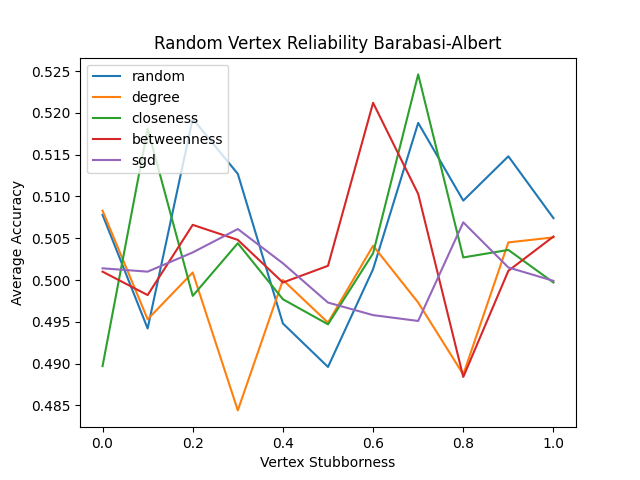 Random Vertex Reliability Barabasi-Albert
random
degree
closeness
betweenness
sgd
Average Accuracy
0.525
0.520
0.515
0.510
0.505
0.500
0.495
0.490
0.485
0.0 0.2 0.4 0.6 0.8 1.0
Vertex Stubborness